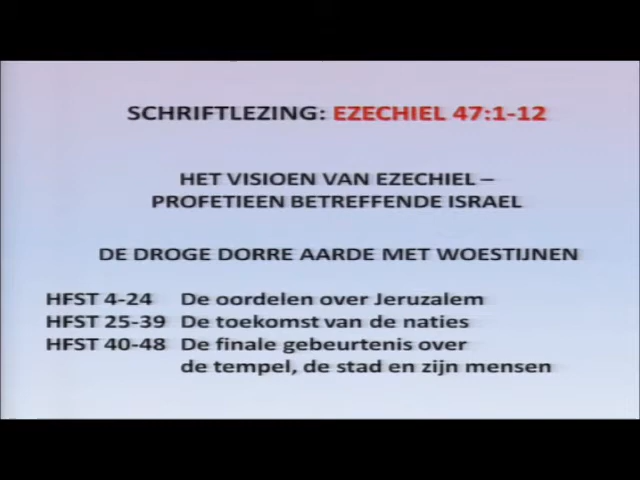 SCHRIFTLEZING: EZECHIEL 47:1-12
HET VISIOEN VAN EZECHIEL –
PROFETIEEN BETREFFENDE ISRAEL
DE DROGE DORRE AARDE MET WOESTIJNEN
HFST 4-24 De oordelen over Jeruzalem
HFST 25-39 De toekomst van de naties
HFST 40-48 De finale gebeurtenis over
de tempel, de stad en zijn mensen